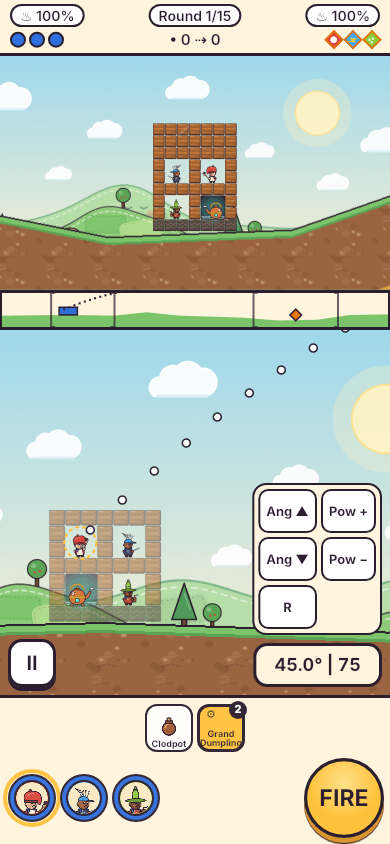 ♨ 100%
Round 1/15
♨ 100%
• 0 ⇢ 0
Ang ▲
Pow +
Ang ▼
Pow −
R
45.0° | 75
2
Clodpot
Grand
Dumpling
FIRE